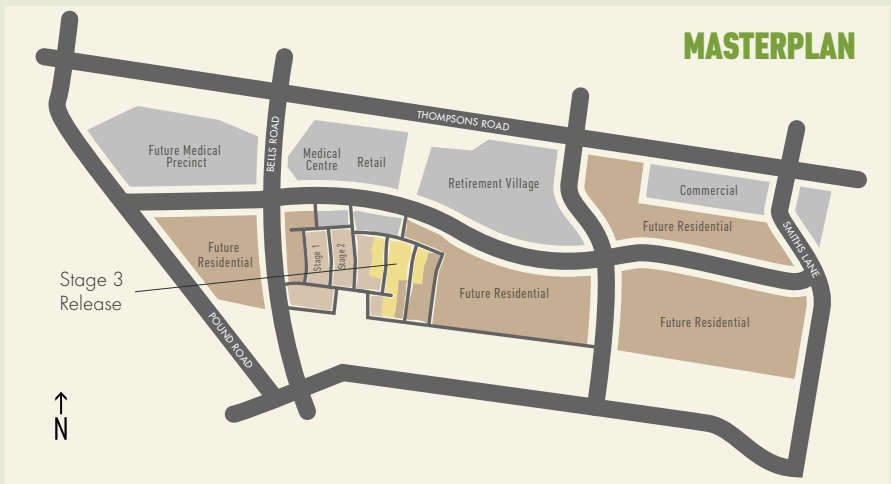 MASTERPLAN
THOMPSONS ROAD
BELLS ROAD
Future Medical
Precinct
Medical
Centre
Retail
Retirement Village
Commercial
Future Residential
SMITHS LANE
Future
Residential
Stage 1
Stage 2
Stage 3
Release
Future Residential
Future Residential
POUND ROAD
N